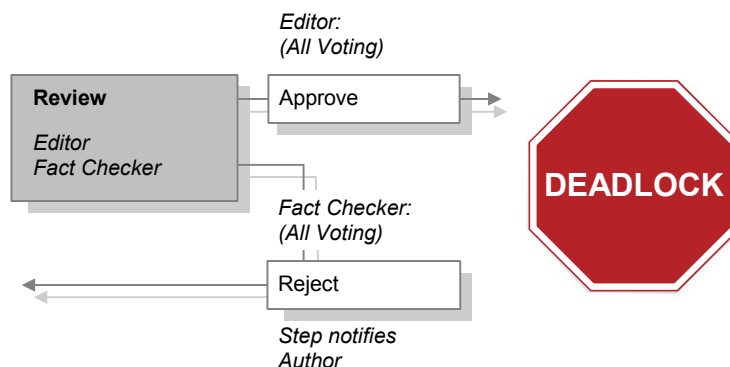 Editor:
(All Voting)
Review
Approve
Editor
Fact Checker
DEADLOCK
Fact Checker:
(All Voting)
Reject
Step notifies
Author